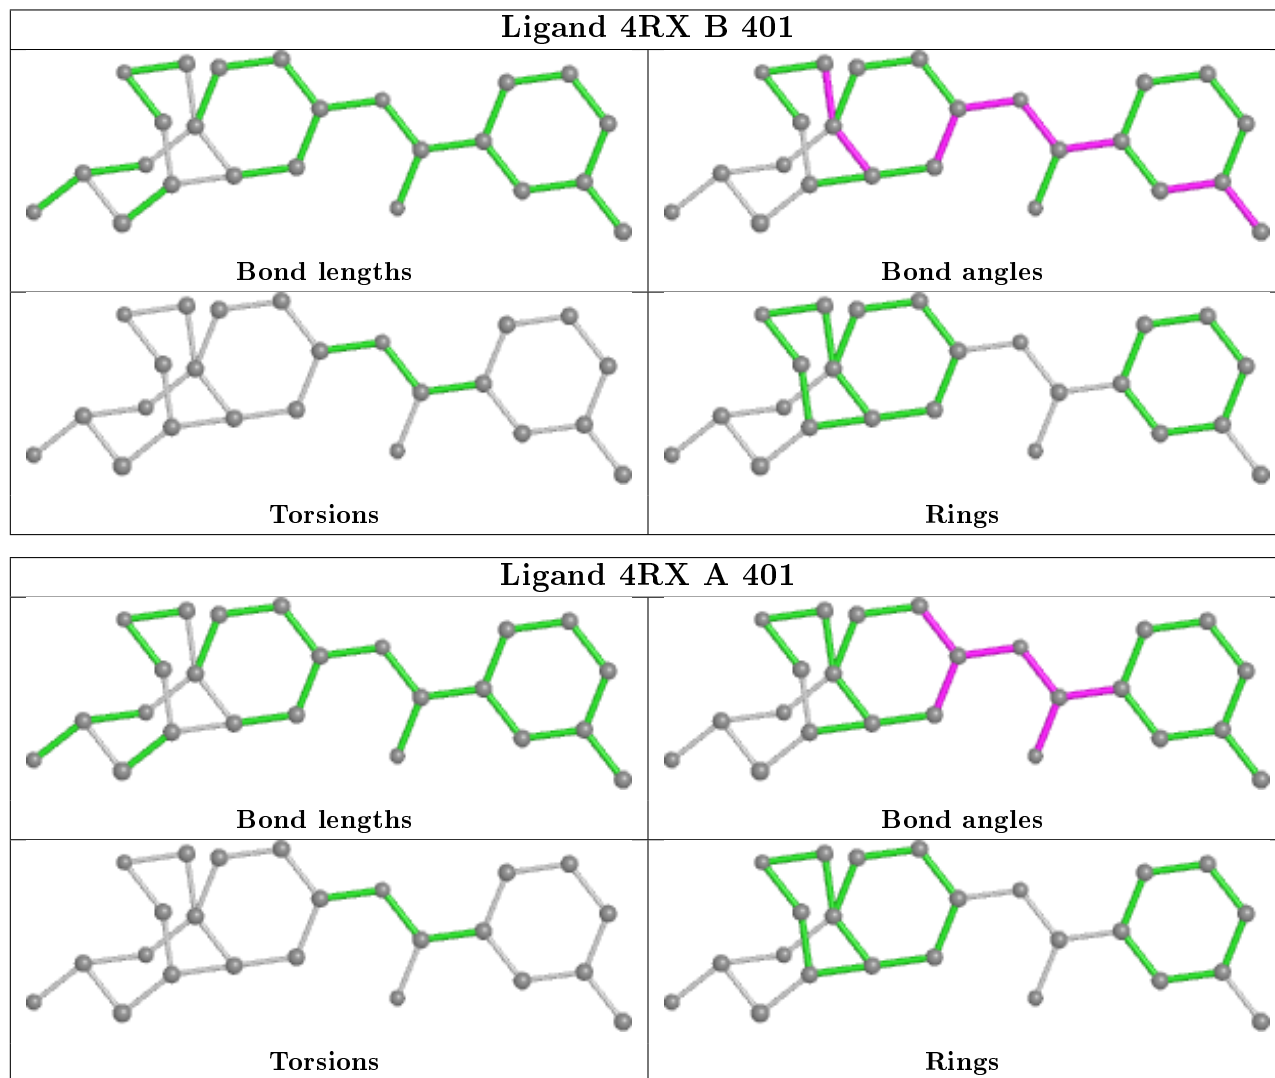 Ligand 4RX B 401
Bond lengths
Bond angles
Torsions
Rings
Ligand 4RX A 401
Bond lengths
Bond angles
Torsions
Rings